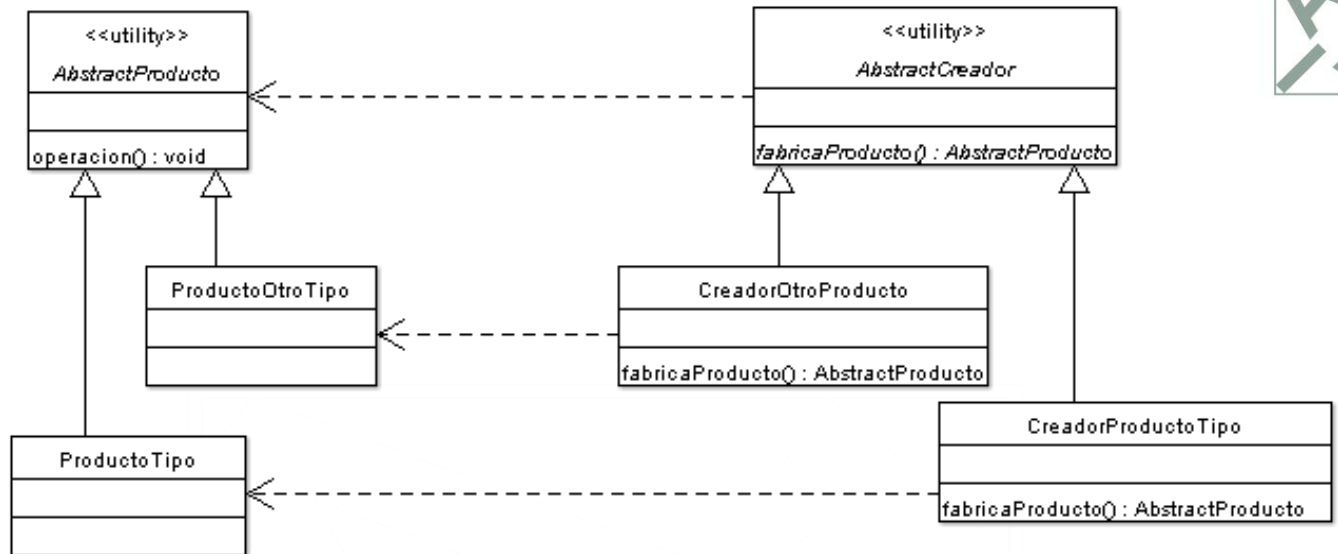 <<utility>>
AbstractProducto
operacion() : void
<<utility>>
AbstractCreador
fabricaProducto() : AbstractProducto
ProductoOtroTipo
CreadorOtroProducto
fabricaProducto() : AbstractProducto
CreadorProductoTipo
fabricaProducto() : AbstractProducto
ProductoTipo